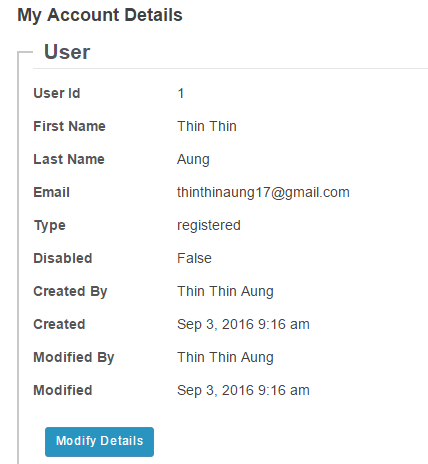 My Account Details
User
User Id 1
First Name Thin Thin
Last Name Aung
Email thinthinaung17@gmail.com
Type registered
Disabled False
Created By Thin Thin Aung
Created Sep 3, 2016 9:16 am
Modified By Thin Thin Aung
Modified Sep 3, 2016 9:16 am
Modify Details